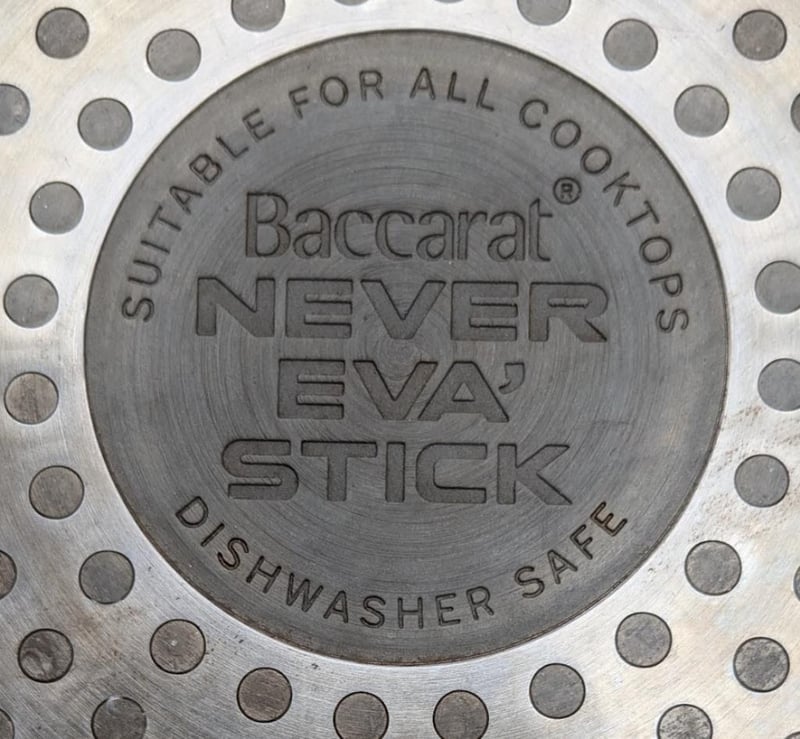 SUITABLE FOR ALL COOKTOPS
Baccarat®
NEVER
EVA’
STICK
DISHWASHER SAFE